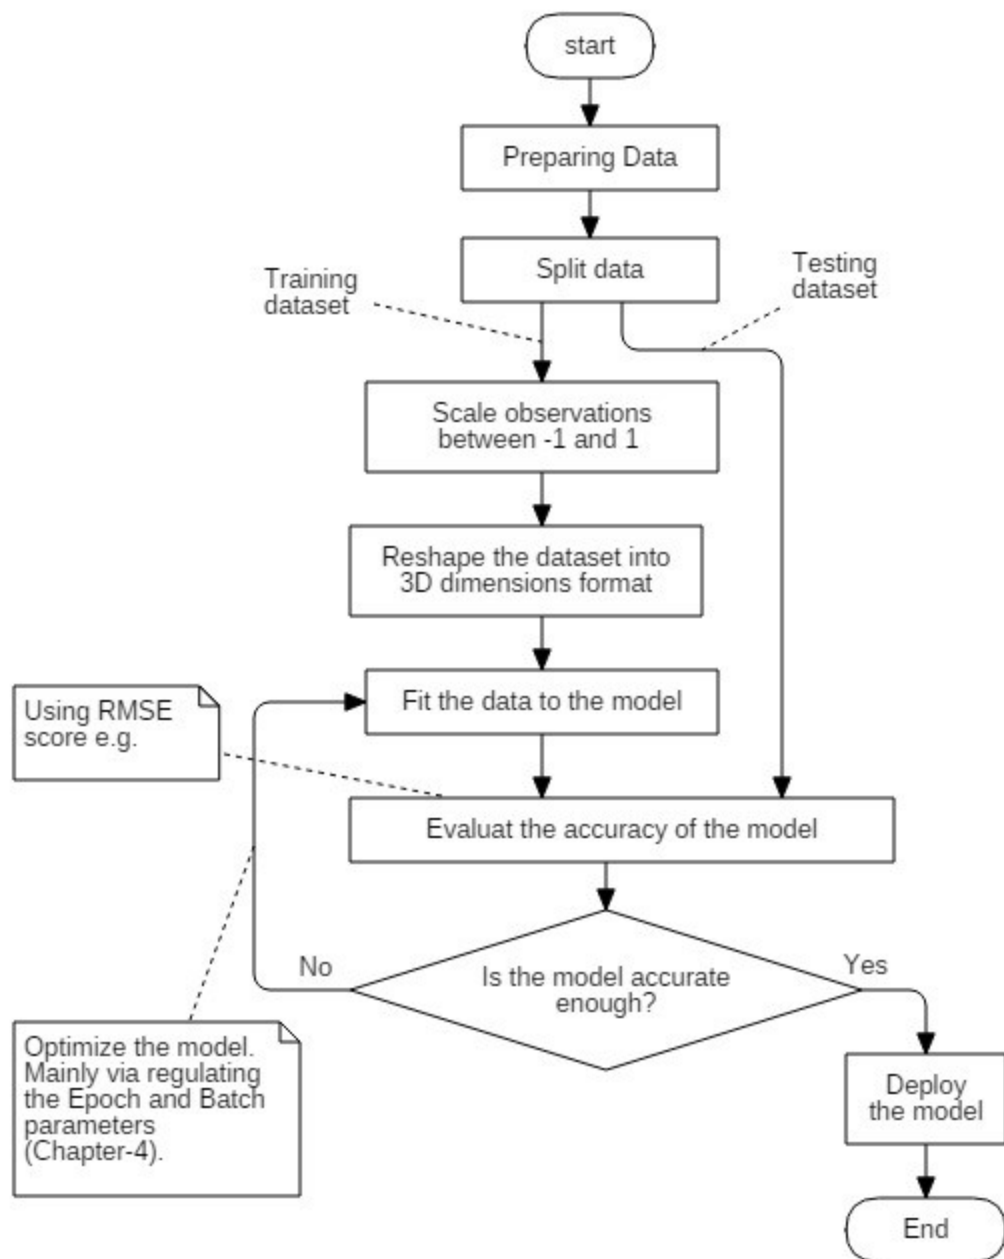 start
Preparing Data
Split data
Training
dataset
Testing
dataset
Scale observations
between -1 and 1
Reshape the dataset into
3D dimensions format
Fit the data to the model
Using RMSE
score e.g.
Evaluat the accuracy of the model
Is the model accurate
enough?
No
Yes
Optimize the model.
Mainly via regulating
the Epoch and Batch
parameters
(Chapter-4).
Deploy
the model
End